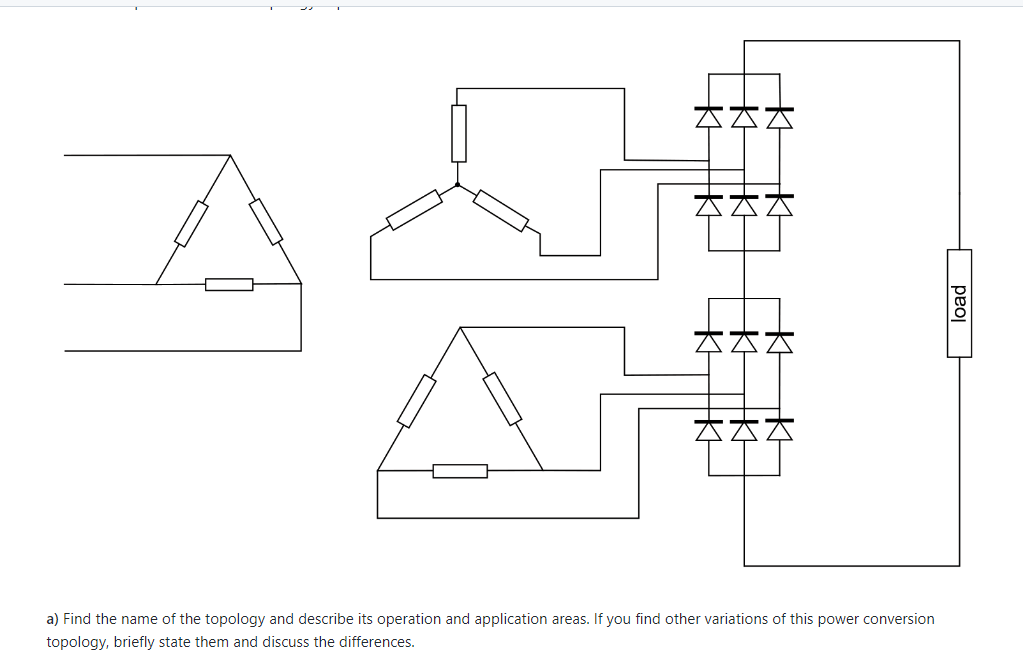 load
a) Find the name of the topology and describe its operation and application areas. If you find other variations of this power conversion
topology, briefly state them and discuss the differences.